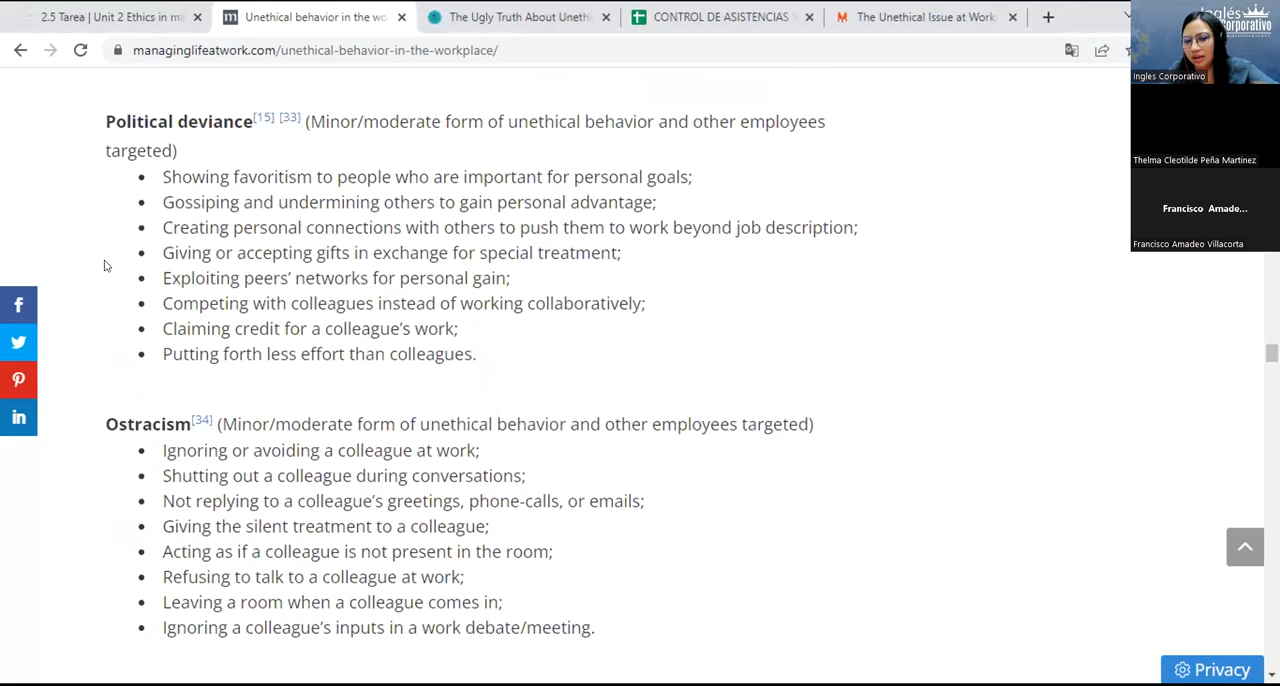 2.5 Tarea | Unit 2 Ethics in ma
Unethical behavior in the wo
The Ugly Truth About Uneth
CONTROL DE ASISTENCIAS
The Unethical Issue at Work
managinglifeatwork.com/unethical-behavior-in-the-workplace/
Inglés
Corporativo
Ingles Corporativo
Thelma Cleotilde Peña Martinez
Francisco Amade...
Francisco Amadeo Villacorta
Political deviance[15] [33] (Minor/moderate form of unethical behavior and other employees
targeted)
• Showing favoritism to people who are important for personal goals;
• Gossiping and undermining others to gain personal advantage;
• Creating personal connections with others to push them to work beyond job description;
• Giving or accepting gifts in exchange for special treatment;
• Exploiting peers’ networks for personal gain;
• Competing with colleagues instead of working collaboratively;
• Claiming credit for a colleague’s work;
• Putting forth less effort than colleagues.
Ostracism[34] (Minor/moderate form of unethical behavior and other employees targeted)
• Ignoring or avoiding a colleague at work;
• Shutting out a colleague during conversations;
• Not replying to a colleague’s greetings, phone-calls, or emails;
• Giving the silent treatment to a colleague;
• Acting as if a colleague is not present in the room;
• Refusing to talk to a colleague at work;
• Leaving a room when a colleague comes in;
• Ignoring a colleague’s inputs in a work debate/meeting.
Privacy